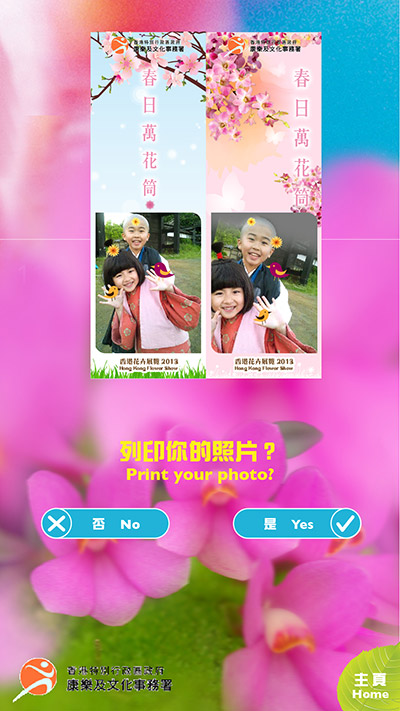 香港特別行政區政府
康樂及文化事務署
春日萬花筒
香港花卉展覽 2013
Hong Kong Flower Show
香港特別行政區政府
康樂及文化事務署
春日萬花筒
香港花卉展覽 2013
Hong Kong Flower Show
列印你的照片？
Print your photo?
否 No
是 Yes
香港特別行政區政府
康樂及文化事務署
主頁
Home